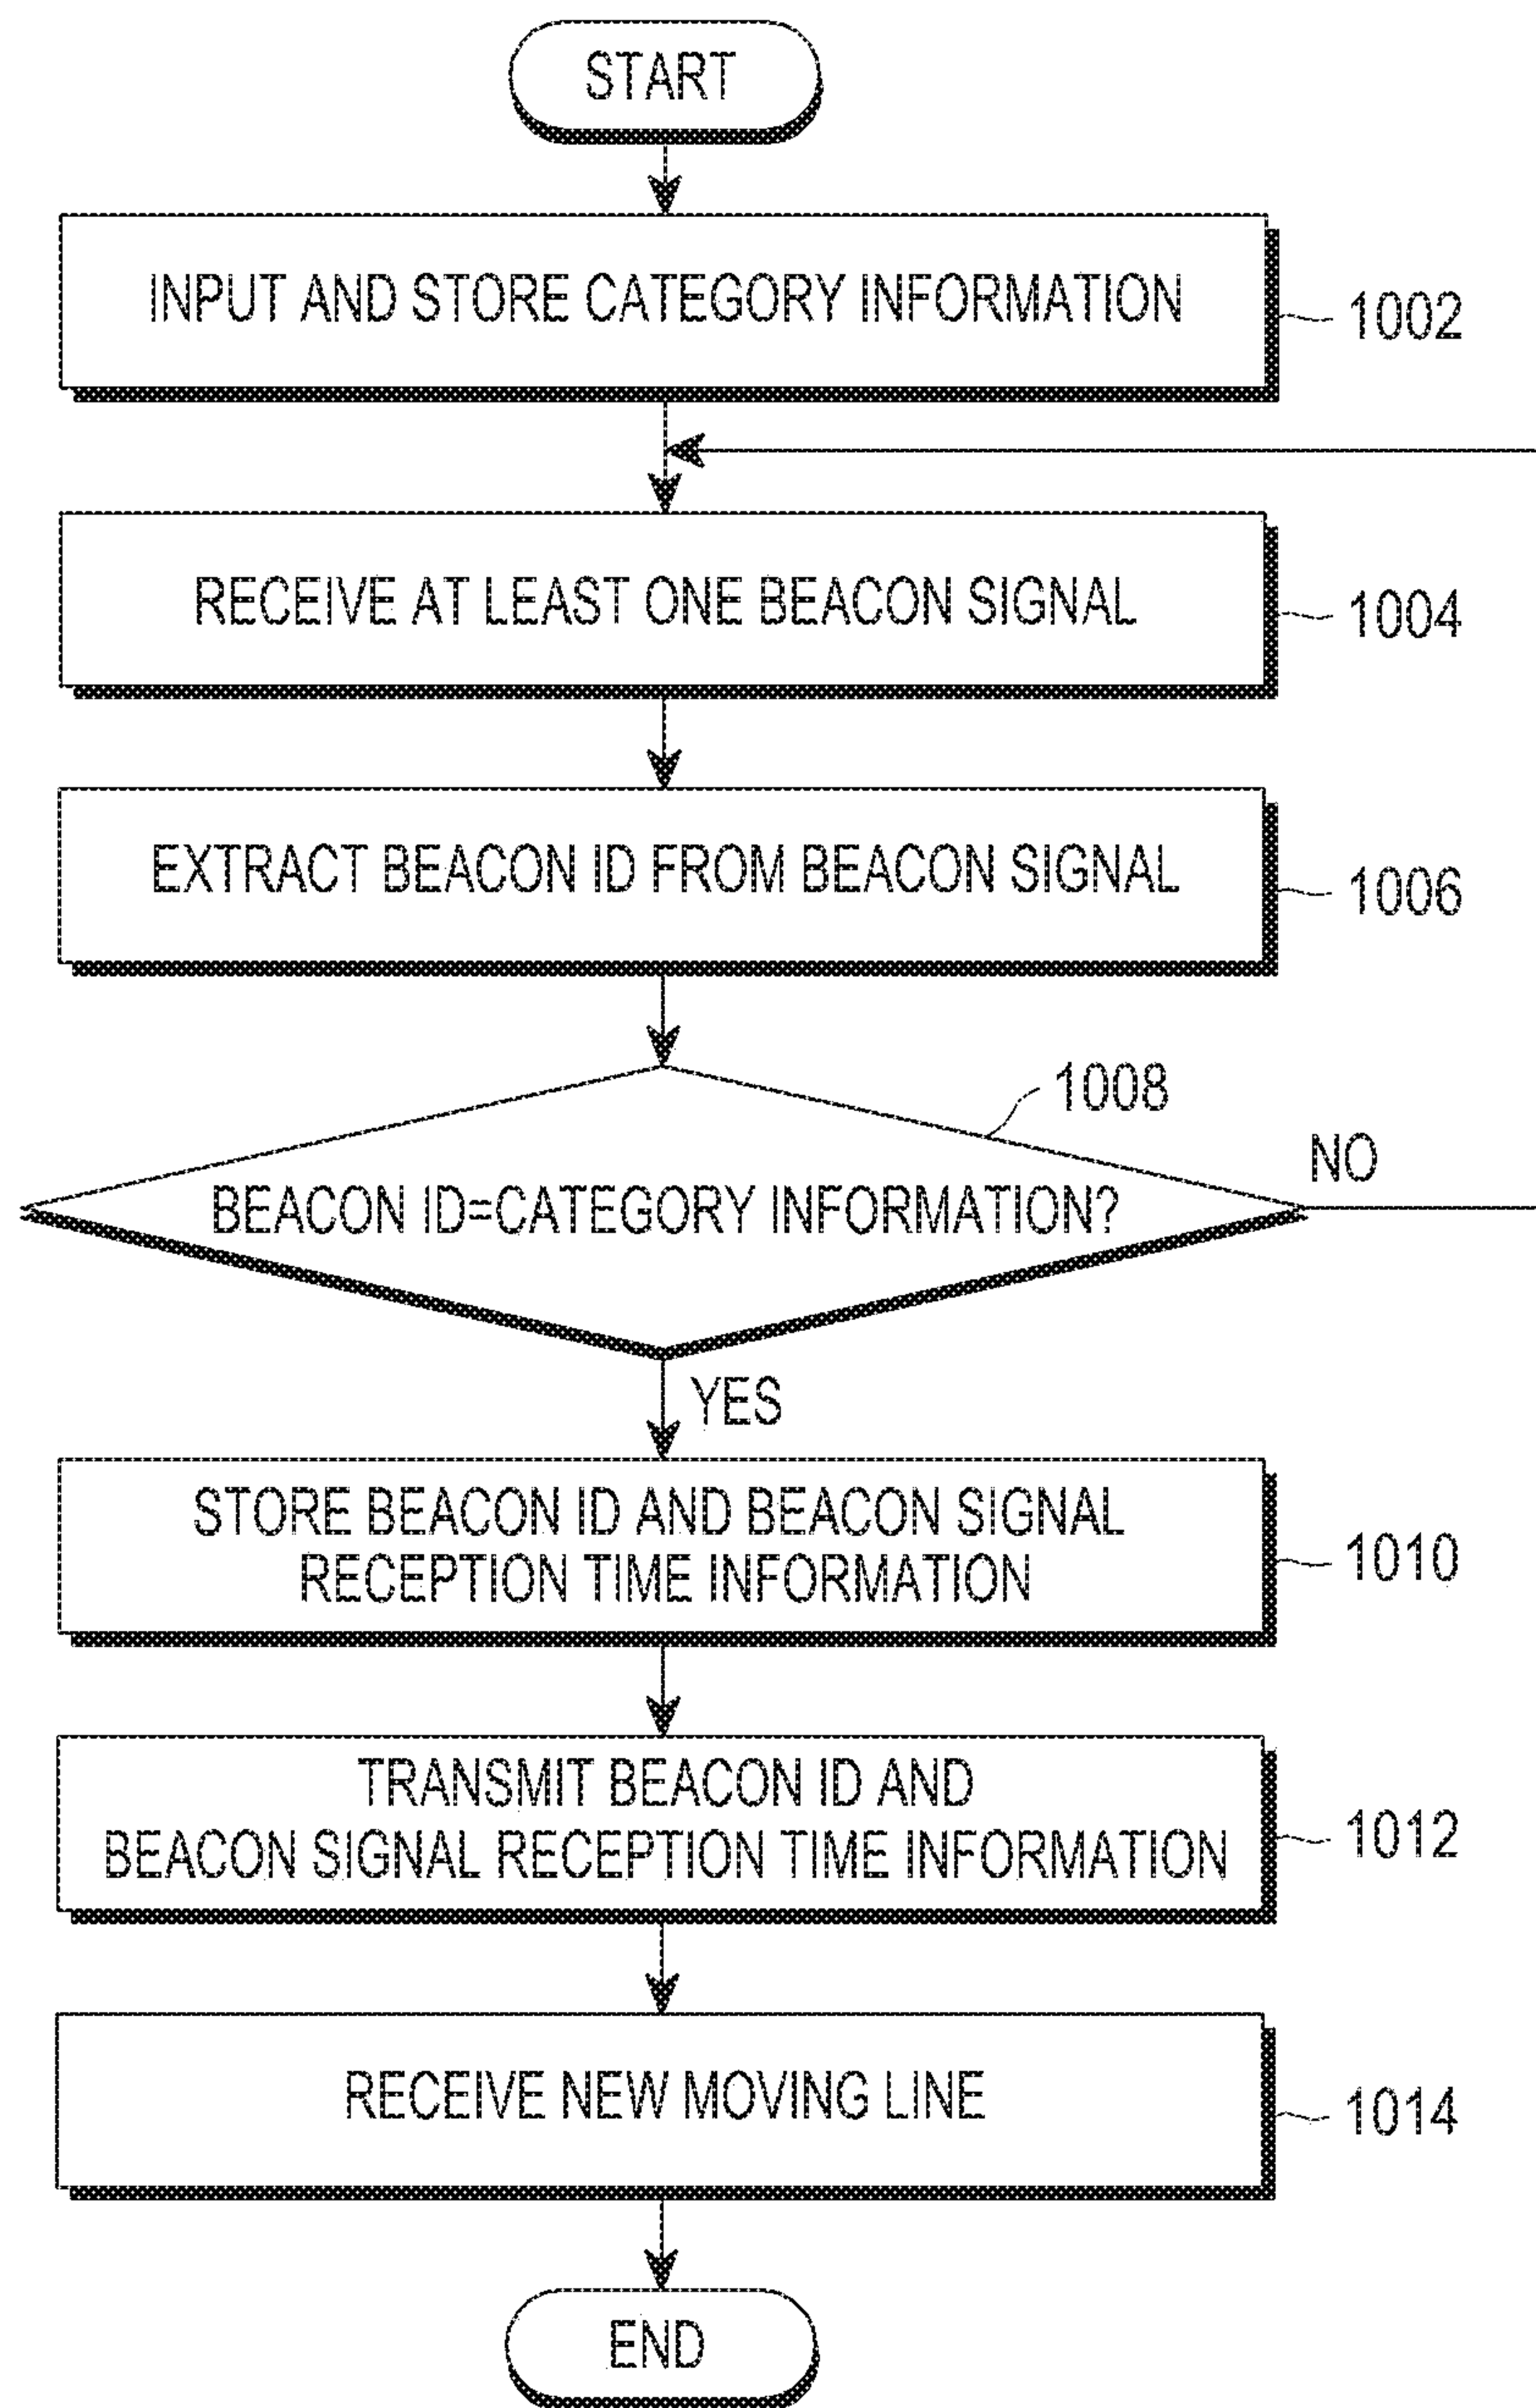 START
INPUT AND STORE CATEGORY INFORMATION
1002
RECEIVE AT LEAST ONE BEACON SIGNAL
1004
EXTRACT BEACON ID FROM BEACON SIGNAL
1006
1008
BEACON ID=CATEGORY INFORMATION?
NO
YES
STORE BEACON ID AND BEACON SIGNAL
RECEPTION TIME INFORMATION
1010
TRANSMIT BEACON ID AND
BEACON SIGNAL RECEPTION TIME INFORMATION
1012
RECEIVE NEW MOVING LINE
1014
END